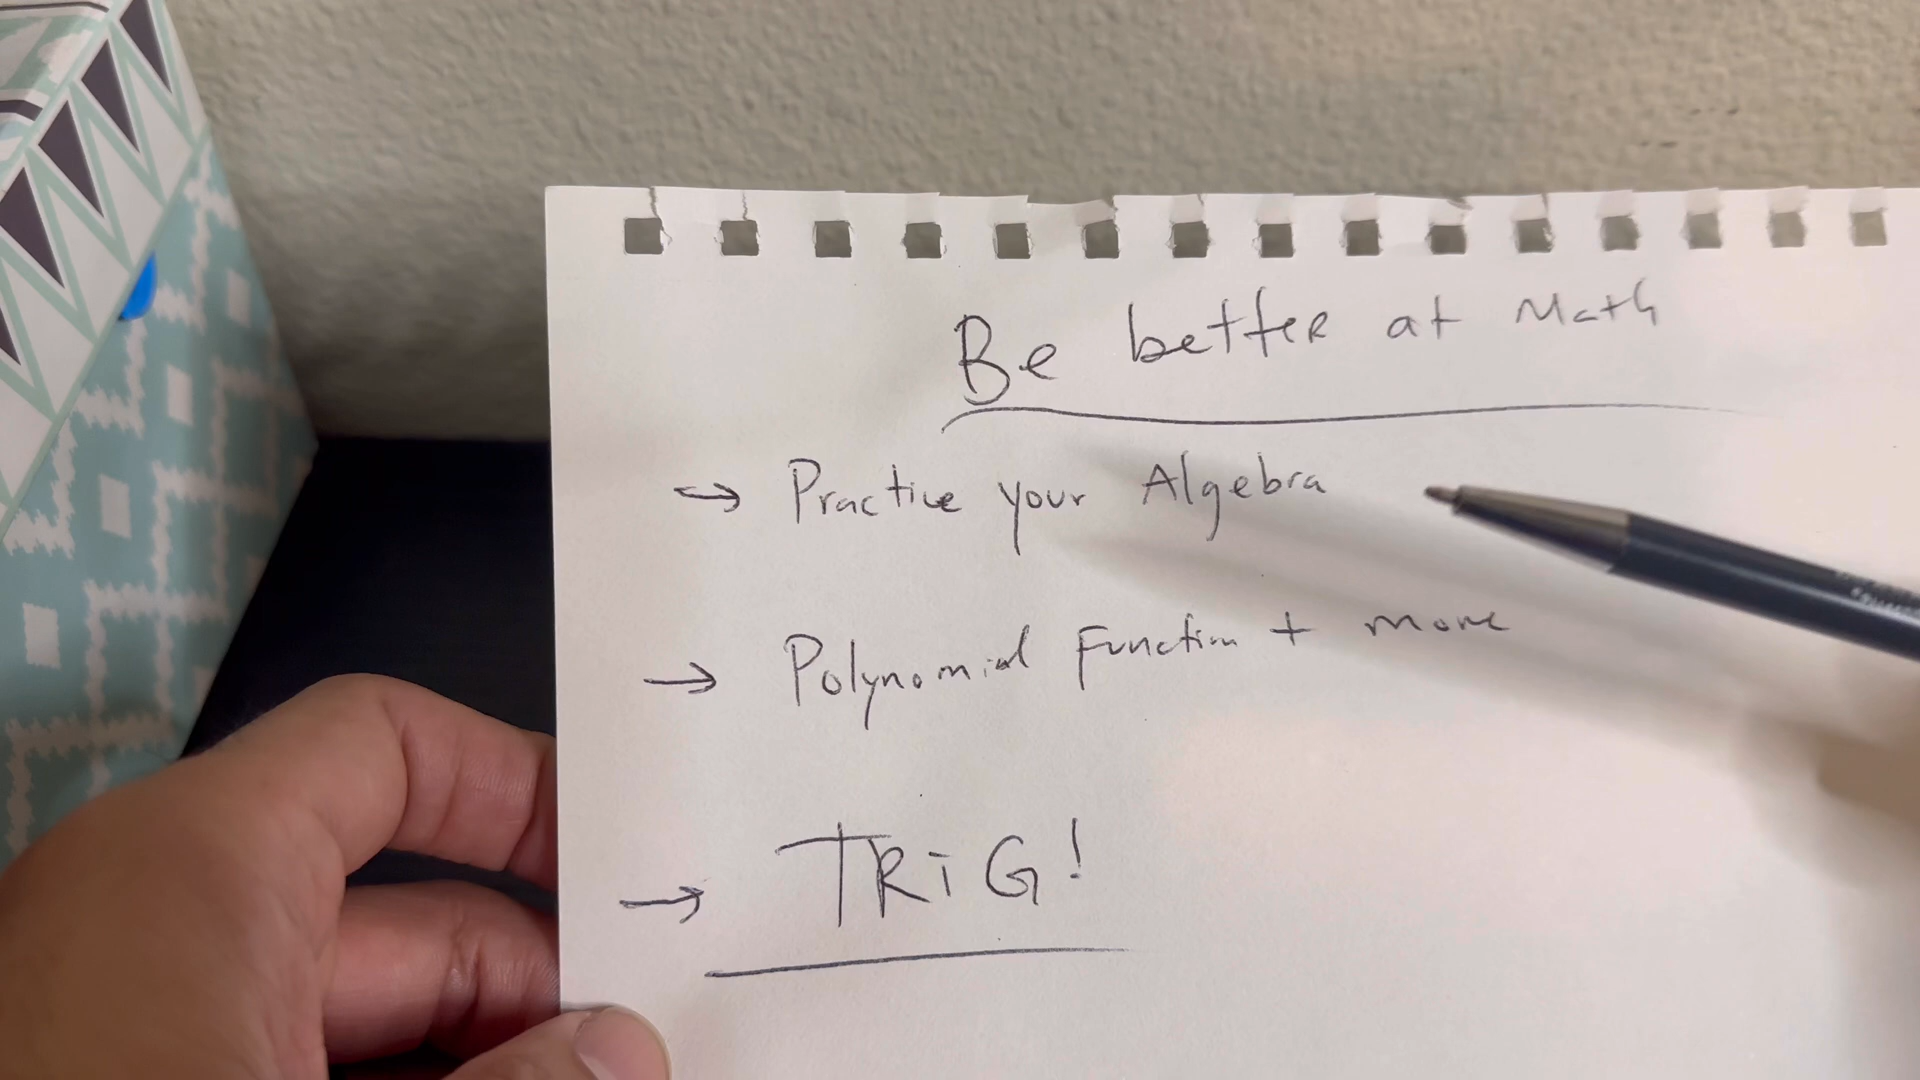 Be better at Math
→ Practice your Algebra
→ Polynomial Function + more
→ TRiG!